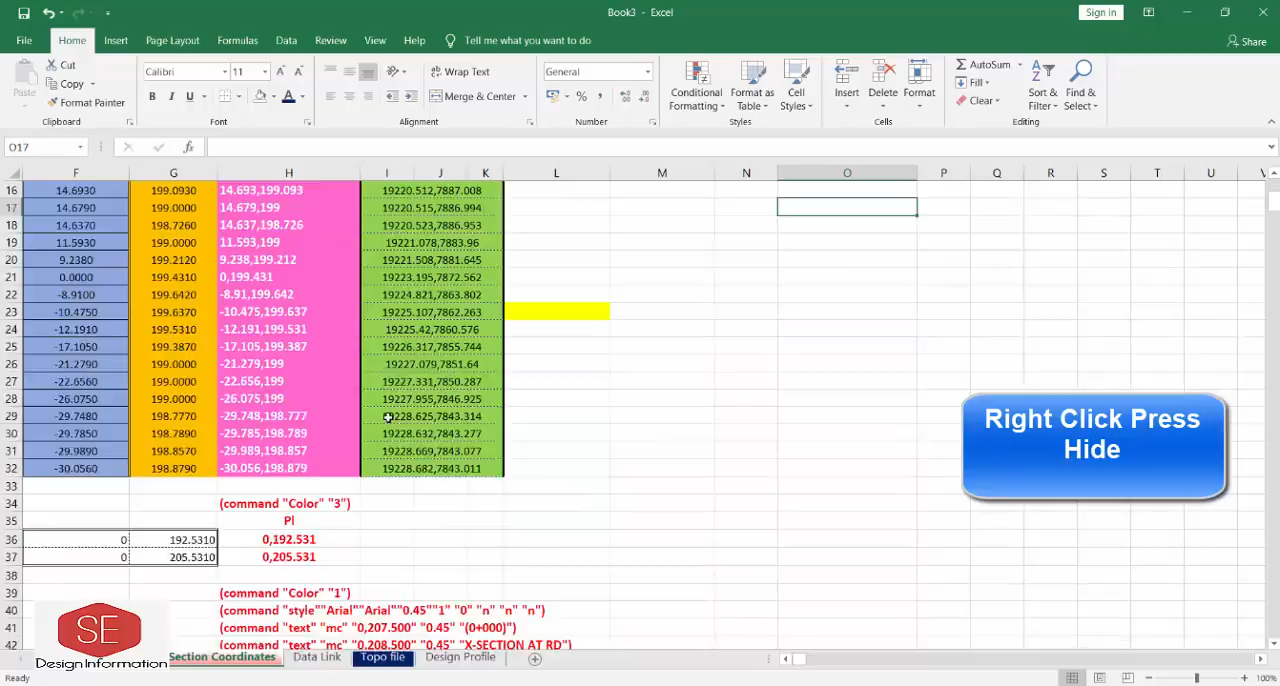 Book3 - Excel
Sign in
File Home Insert Page Layout Formulas Data Review View Help Tell me what you want to do
Share
Paste
Cut
Copy
Format Painter
Clipboard
Calibri 11
B I U
Font
Wrap Text
Merge & Center
Alignment
General
Number
Conditional Formatting
Format as Table
Cell Styles
Styles
Insert
Delete
Format
Cells
AutoSum
Fill
Clear
Sort & Filter
Find & Select
Editing
O17
fx
F G H I J K L M N O P Q R S T U V
16 14.6930 199.0930 14.693,199.093 19220.512,7887.008
17 14.6790 199.0000 14.679,199 19220.515,7886.994
18 14.6370 198.7260 14.637,198.726 19220.523,7886.953
19 11.5930 199.0000 11.593,199 19221.078,7883.96
20 9.2380 199.2120 9.238,199.212 19221.508,7881.645
21 0.0000 199.4310 0,199.431 19223.195,7872.562
22 -8.9100 199.6420 -8.91,199.642 19224.821,7863.802
23 -10.4750 199.6370 -10.475,199.637 19225.107,7862.263
24 -12.1910 199.5310 -12.191,199.531 19225.42,7860.576
25 -17.1050 199.3870 -17.105,199.387 19226.317,7855.744
26 -21.2790 199.0000 -21.279,199 19227.079,7851.64
27 -22.6560 199.0000 -22.656,199 19227.331,7850.287
28 -26.0750 199.0000 -26.075,199 19227.955,7846.925
29 -29.7480 198.7770 -29.748,198.777 19228.625,7843.314
30 -29.7850 198.7890 -29.785,198.789 19228.632,7843.277
31 -29.9890 198.8570 -29.989,198.857 19228.669,7843.077
32 -30.0560 198.8790 -30.056,198.879 19228.682,7843.011
33
34 (command "Color" "3")
35 Pl
36 0 192.5310 0,192.531
37 0 205.5310 0,205.531
38
39 (command "Color" "1")
40 (command "style""Arial""Arial""0.45""1" "0" "n" "n" "n")
41 (command "text" "mc" "0,207.500" "0.45" "(0+000)")
42 (command "text" "mc" "0,208.500" "0.45" "X-SECTION AT RD")
Right Click Press
Hide
SE
Design Information
Section Coordinates Data Link Topo file Design Profile
Ready
100%